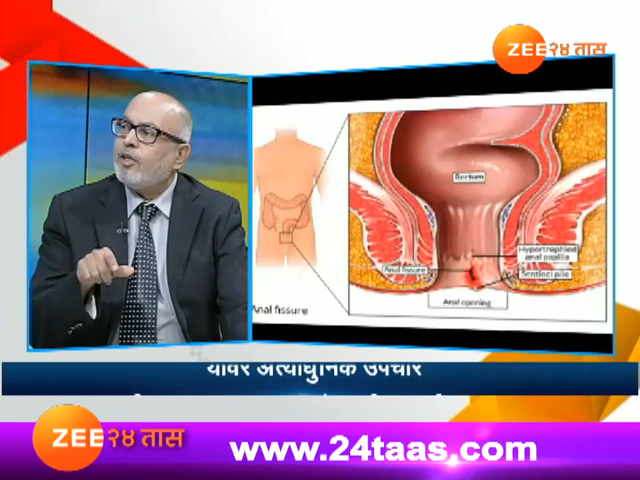 ZEE २४ तास
Rectum
Hypertrophied
anal papilla
Anal fissure
Sentinel pile
Anal opening
Anal fissure
यावर अत्याधुनिक उपचार
ZEE २४ तास
www.24taas.com